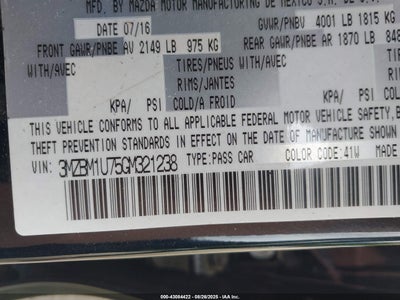 MFD. BY MAZDA MOTOR MANUFACTURING DE MEXICO S.A. DE C.V.
DATE 07/16 GVWR/PNBV 4001 LB 1815 KG
FRONT GAWR/PNBE AV 2149 LB 975 KG REAR GAWR/PNBE AR 1870 LB 848
WITH/AVEC TIRES/PNEUS WITH/AVEC
RIMS/JANTES
KPA/ PSI COLD/A FROID KPA/ PSI
THIS VEHICLE CONFORMS TO ALL APPLICABLE FEDERAL MOTOR VEHICLE SAFETY
THEFT PREVENTION STANDARDS IN EFFECT ON THE DATE OF MANUFACTURE SHOWN
VIN: 3MZBM1U75GM321238 TYPE: PASS CAR COLOR CODE: 41W MADE
000-43084422 - 08/26/2025 - IAA Inc.